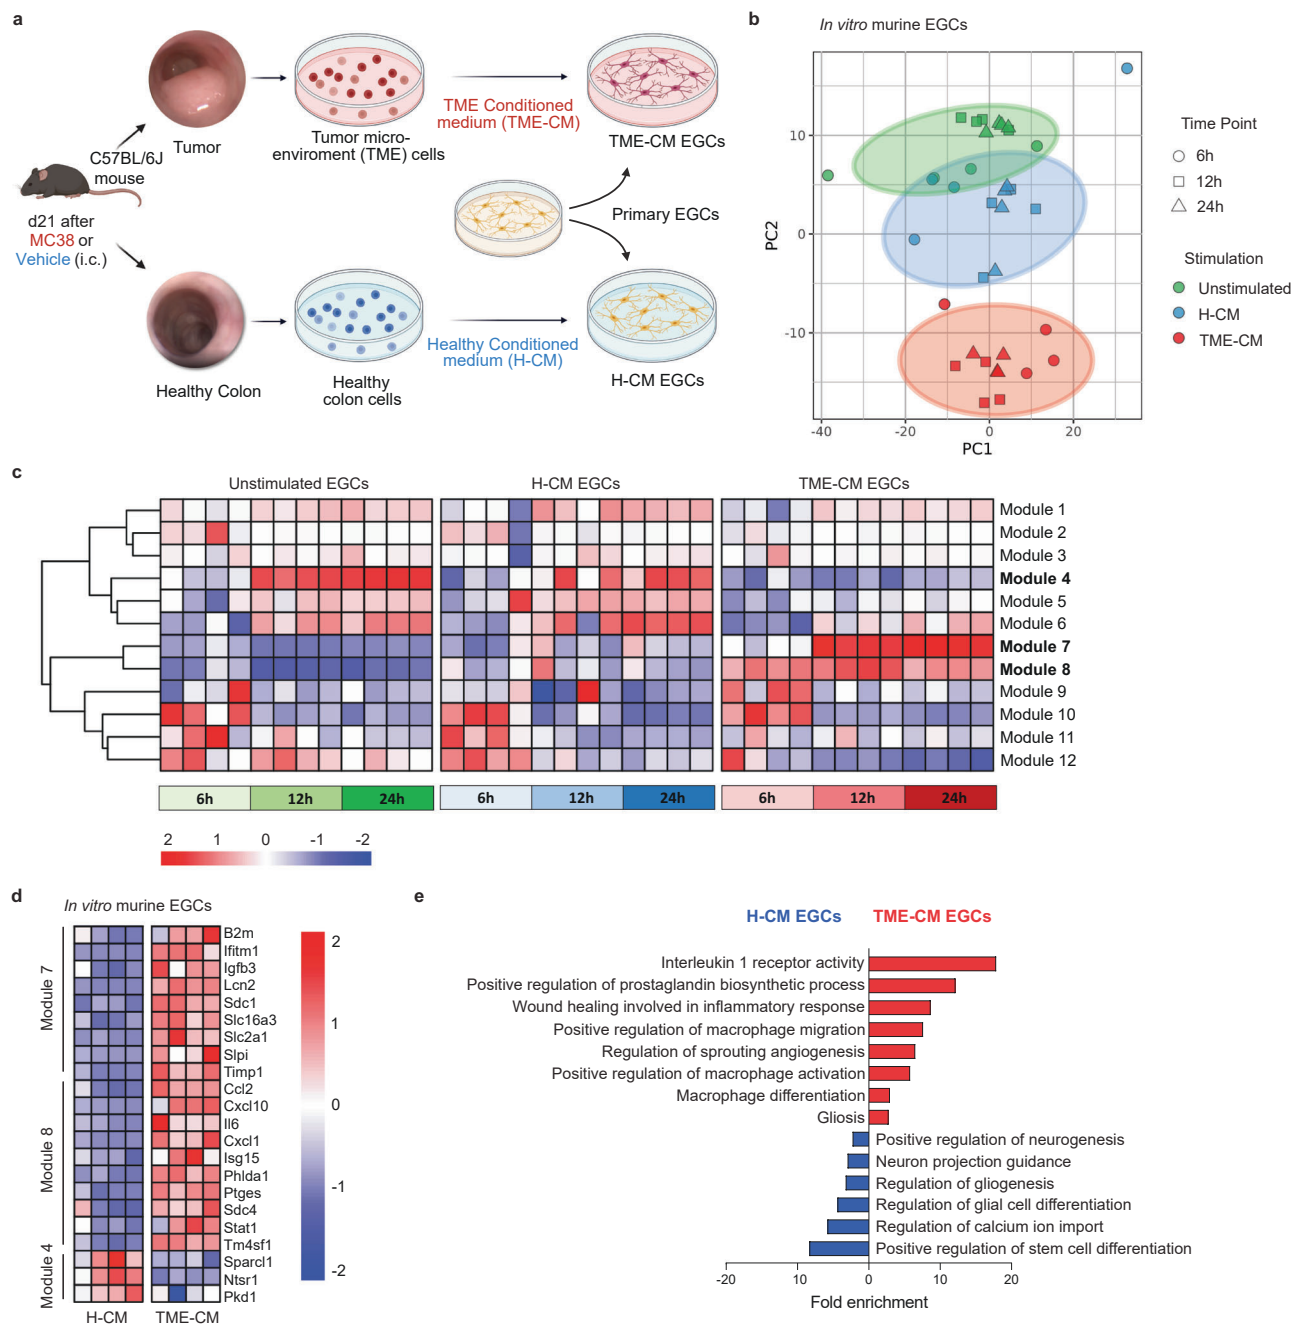 a
Tumor
C57BL/6J
mouse
d21 after
MC38 or
Vehicle (i.c.)
Healthy Colon
Tumor micro-
enviroment (TME) cells
TME Conditioned
medium (TME-CM)
TME-CM EGCs
Primary EGCs
Healthy
colon cells
Healthy Conditioned
medium (H-CM)
H-CM EGCs
b
In vitro murine EGCs
PC2
10
0
-10
-40
-20
0
20
PC1
Time Point
6h
12h
24h
Stimulation
Unstimulated
H-CM
TME-CM
c
Unstimulated EGCs
H-CM EGCs
TME-CM EGCs
Module 1
Module 2
Module 3
Module 4
Module 5
Module 6
Module 7
Module 8
Module 9
Module 10
Module 11
Module 12
6h 12h 24h
6h 12h 24h
6h 12h 24h
2 1 0 -1 -2
d
In vitro murine EGCs
Module 7
Module 8
Module 4
B2m
Ifitm1
Igfb3
Lcn2
Sdc1
Slc16a3
Slc2a1
Slpi
Timp1
Ccl2
Cxcl10
Il6
Cxcl1
Isg15
Phlda1
Ptges
Sdc4
Stat1
Tm4sf1
Sparcl1
Ntsr1
Pkd1
H-CM
TME-CM
2
1
0
-1
-2
e
H-CM EGCs
TME-CM EGCs
Interleukin 1 receptor activity
Positive regulation of prostaglandin biosynthetic process
Wound healing involved in inflammatory response
Positive regulation of macrophage migration
Regulation of sprouting angiogenesis
Positive regulation of macrophage activation
Macrophage differentiation
Gliosis
Positive regulation of neurogenesis
Neuron projection guidance
Regulation of gliogenesis
Regulation of glial cell differentiation
Regulation of calcium ion import
Positive regulation of stem cell differentiation
-20
10
0
10
20
Fold enrichment